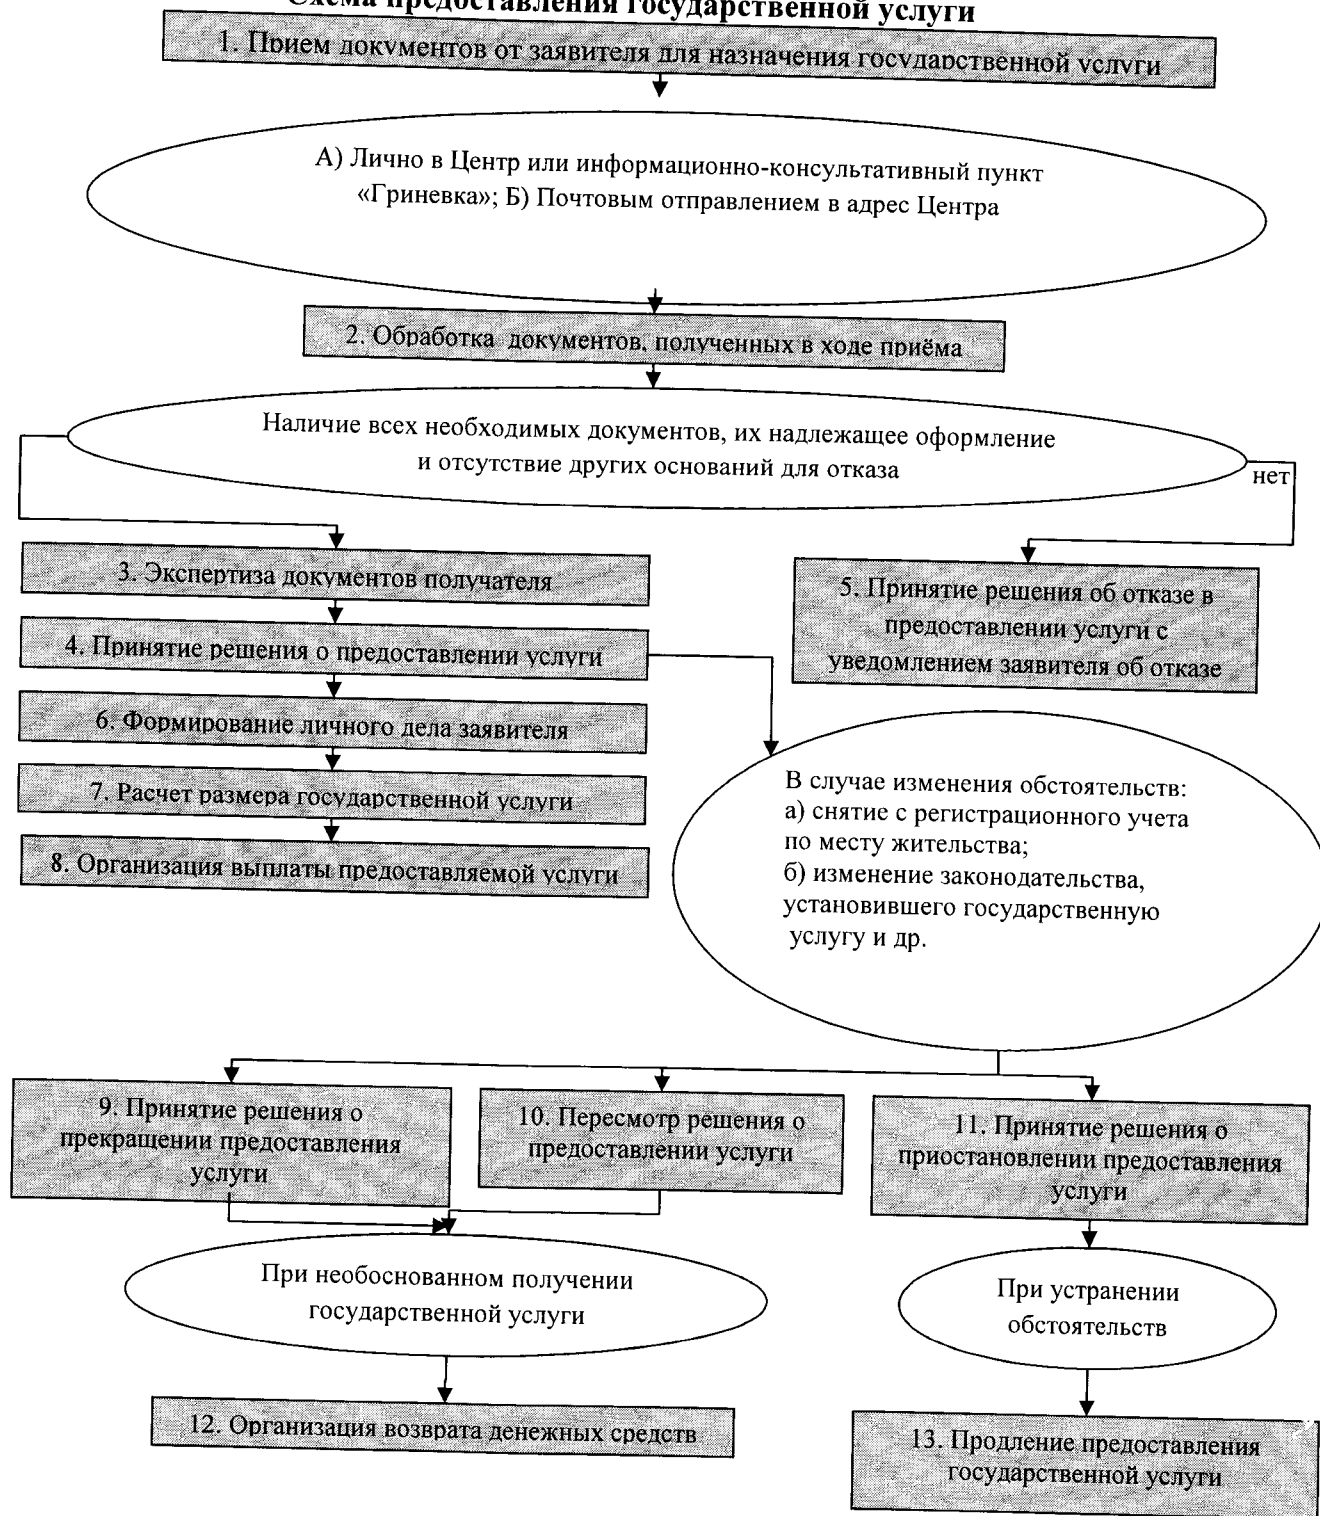 Схема предоставления государственной услуги
1. Прием документов от заявителя для назначения государственной услуги
А) Лично в Центр или информационно-консультативный пункт
«Гриневка»; Б) Почтовым отправлением в адрес Центра
2. Обработка документов, полученных в ходе приёма
Наличие всех необходимых документов, их надлежащее оформление
и отсутствие других оснований для отказа
нет
3. Экспертиза документов получателя
4. Принятие решения о предоставлении услуги
5. Принятие решения об отказе в
предоставлении услуги с
уведомлением заявителя об отказе
6. Формирование личного дела заявителя
7. Расчет размера государственной услуги
8. Организация выплаты предоставляемой услуги
В случае изменения обстоятельств:
а) снятие с регистрационного учета
по месту жительства;
б) изменение законодательства,
установившего государственную
услугу и др.
9. Принятие решения о
прекращении предоставления
услуги
10. Пересмотр решения о
предоставлении услуги
11. Принятие решения о
приостановлении предоставления
услуги
При необоснованном получении
государственной услуги
При устранении
обстоятельств
12. Организация возврата денежных средств
13. Продление предоставления
государственной услуги